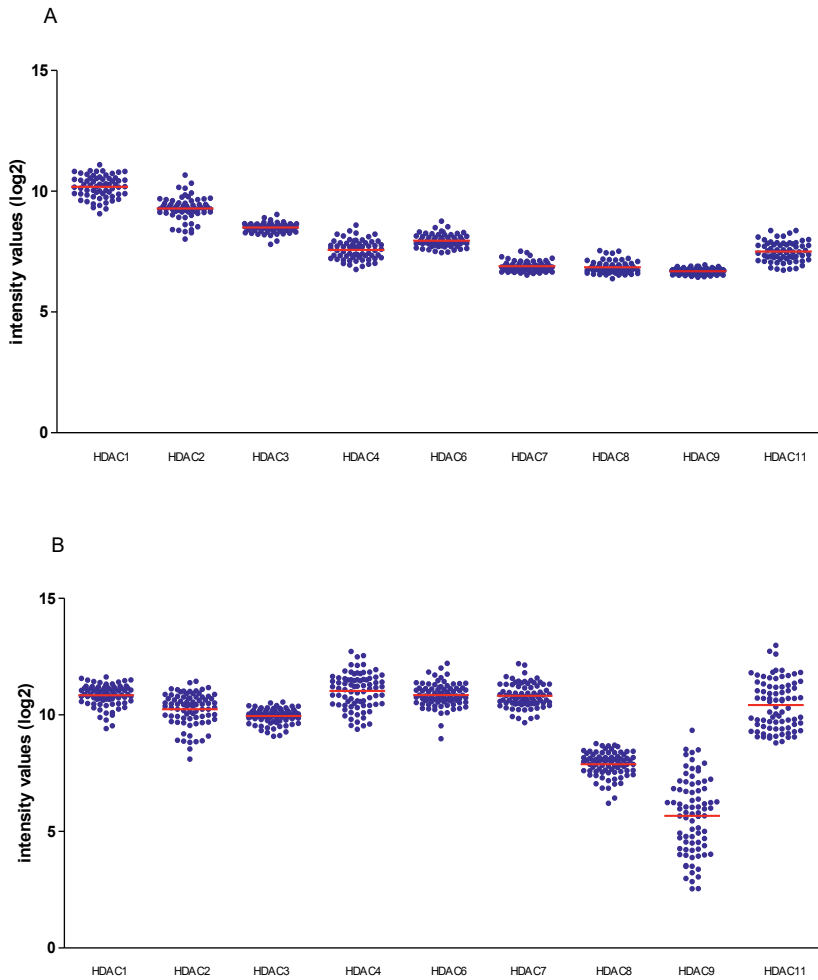 A
15
10
5
0
intensity values (log2)
HDAC1 HDAC2 HDAC3 HDAC4 HDAC6 HDAC7 HDAC8 HDAC9 HDAC11
B
15
10
5
0
intensity values (log2)
HDAC1 HDAC2 HDAC3 HDAC4 HDAC6 HDAC7 HDAC8 HDAC9 HDAC11